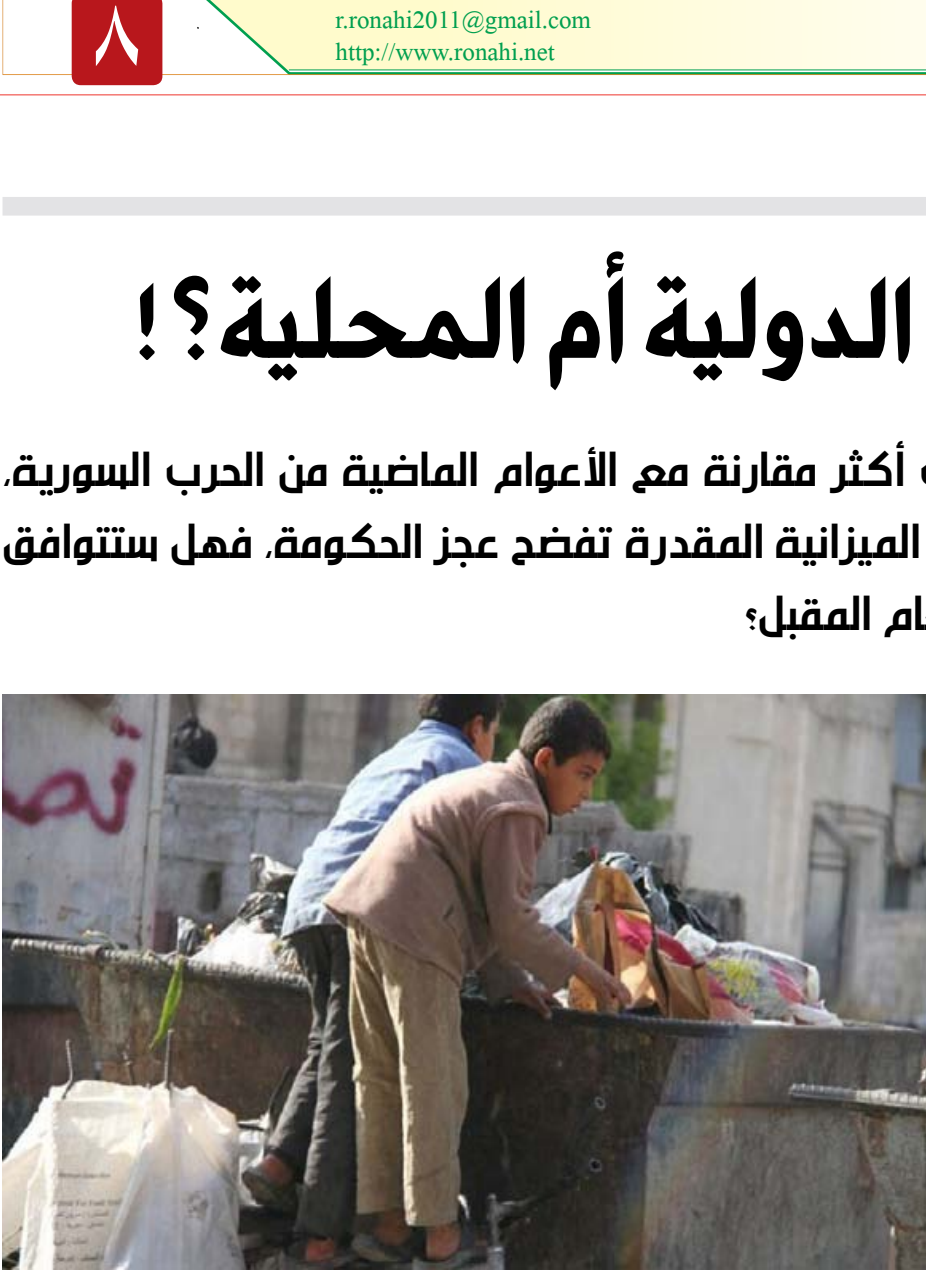 ٨
r.ronahi2011@gmail.com
http://www.ronahi.net
الدولية أم المحلية؟!
أكثر مقارنة مع الأعوام الماضية من الحرب السورية،
الميزانية المقدرة تفضح عجز الحكومة، فهل ستتوافق
المقبل؟